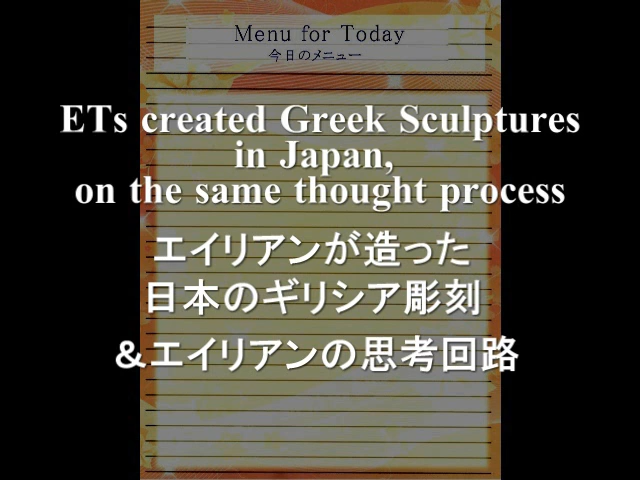 Menu for Today
今日のメニュー
ETs created Greek Sculptures
in Japan,
on the same thought process
エイリアンが造った
日本のギリシア彫刻
&エイリアンの思考回路